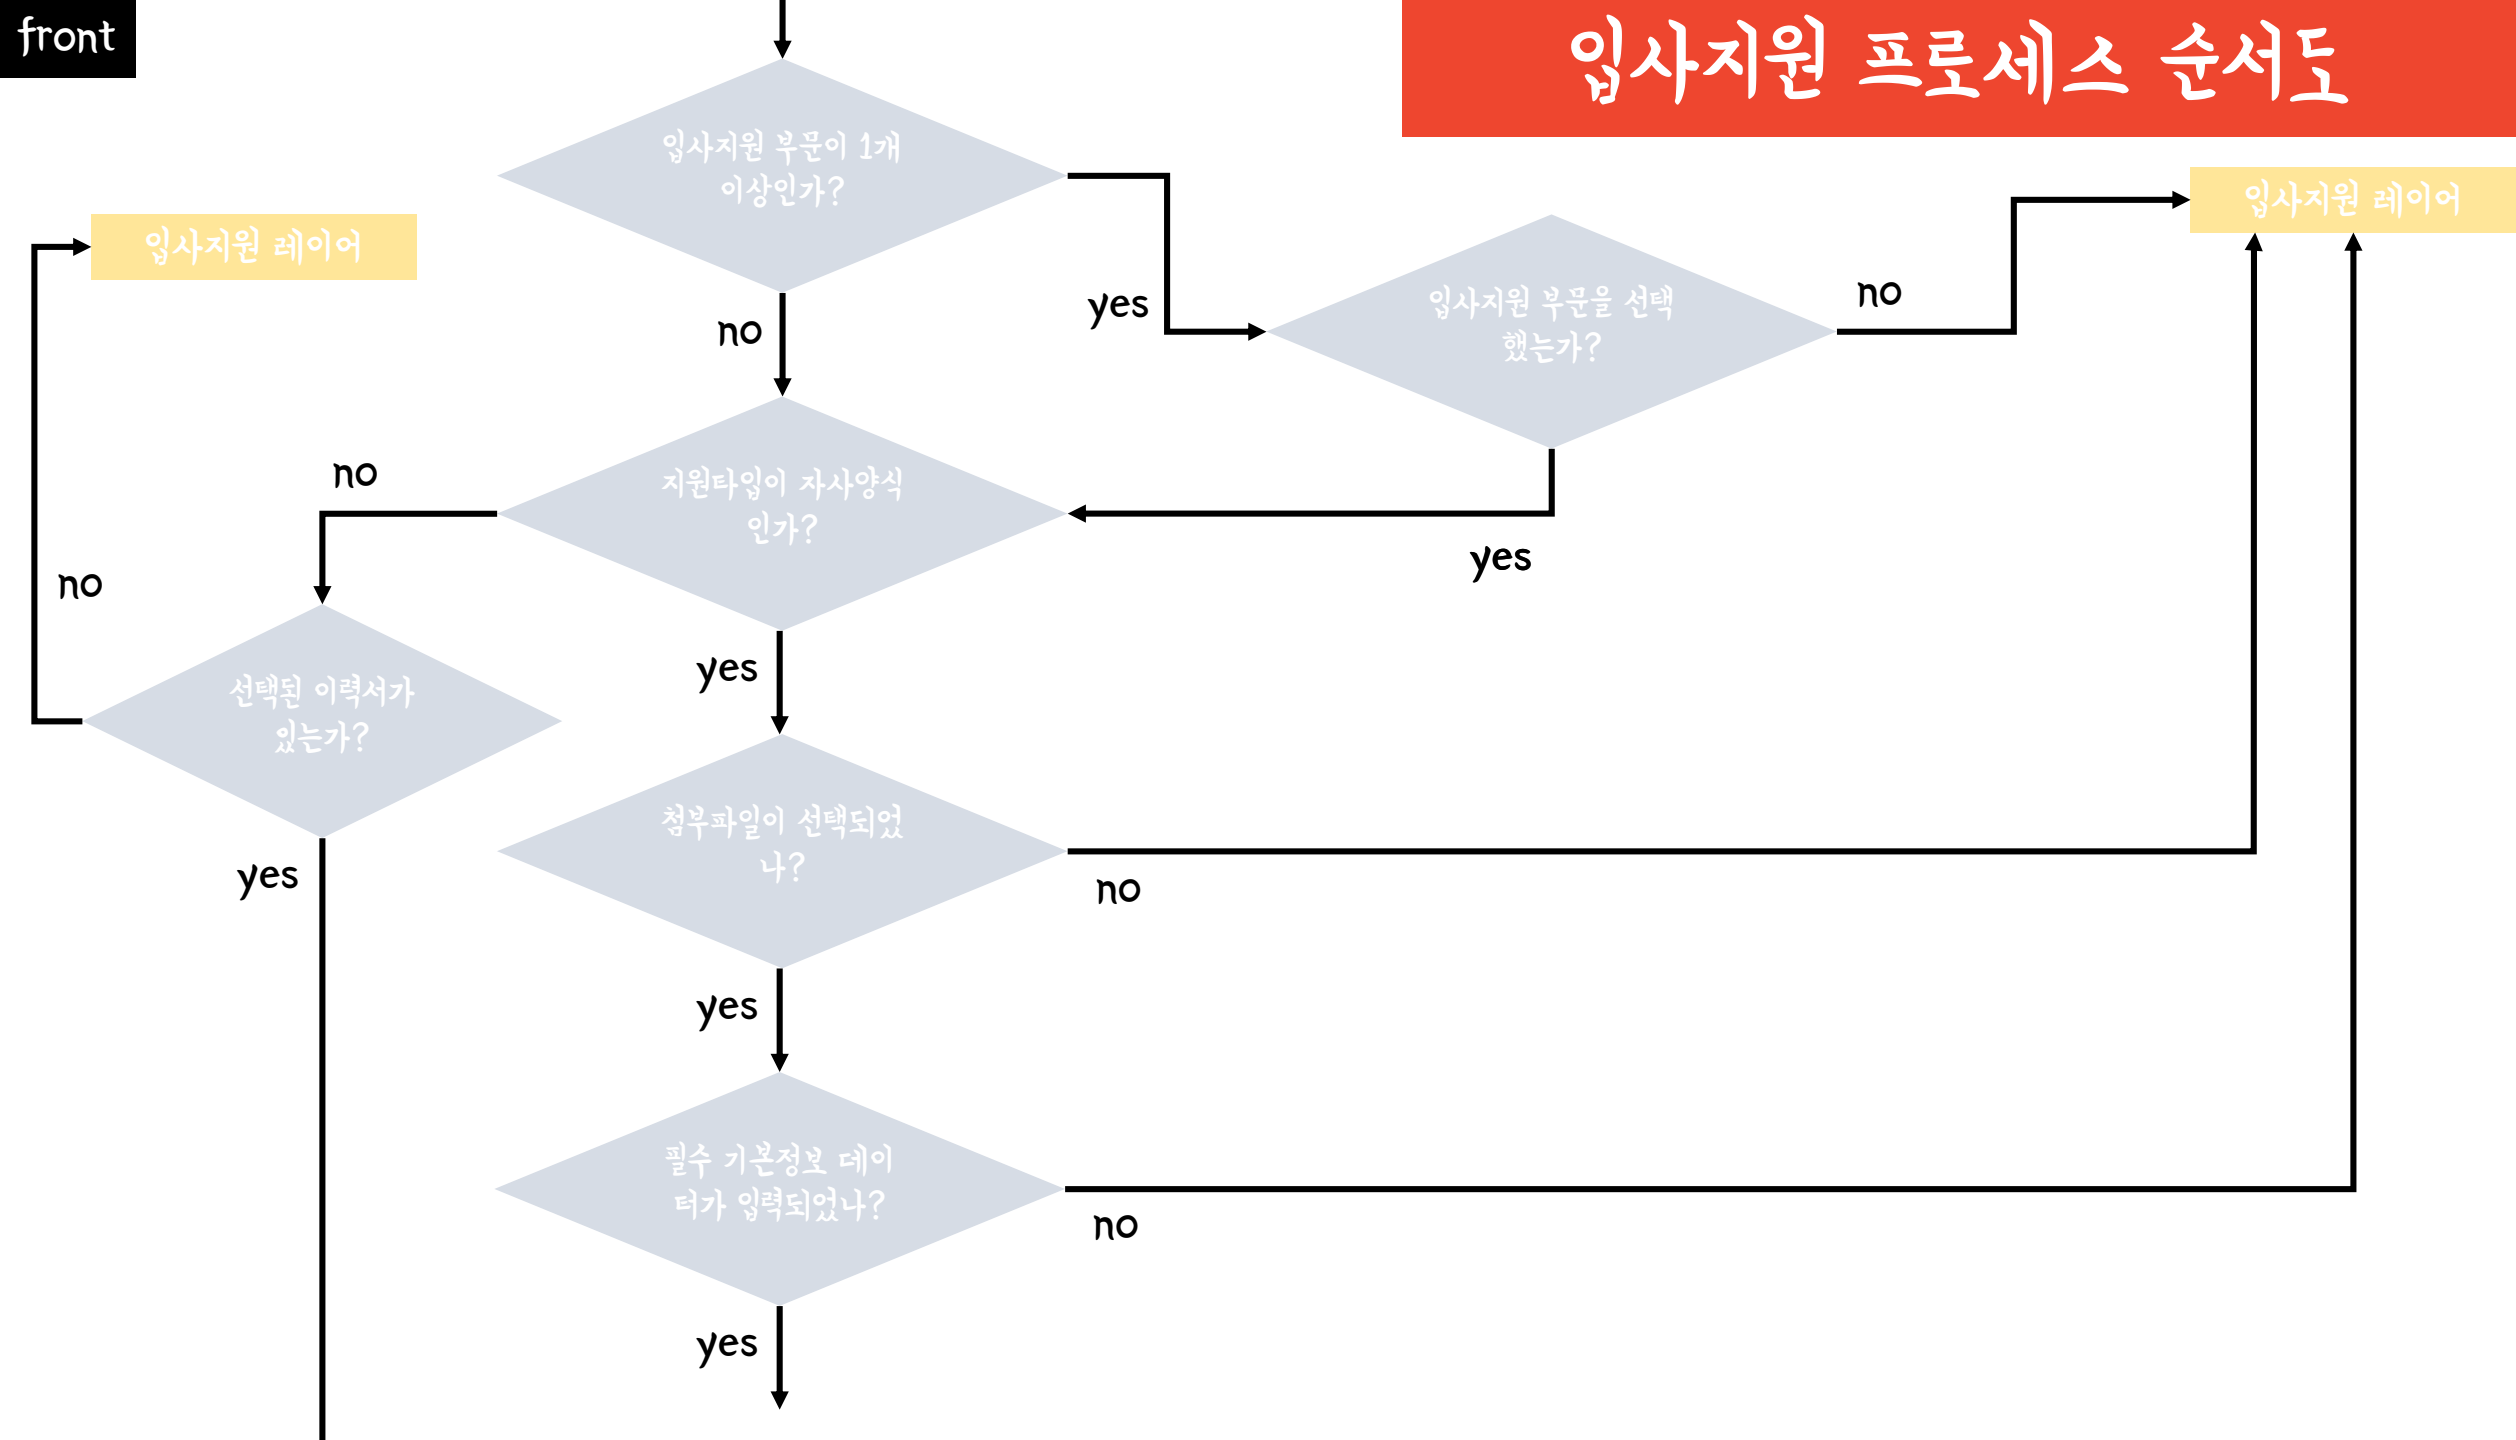 front
입사지원 프로세스 순서도
입사지원 부문이 1개
이상인가?
입사지원 레이어
입사지원 레이어
yes
입사지원 부문을 선택
했는가?
no
no
no
지원타입이 자사양식
인가?
yes
no
yes
선택된 이력서가
있는가?
첨부파일이 선택되었
나?
yes
no
yes
필수 기본정보 데이
터가 입력되었나?
no
yes